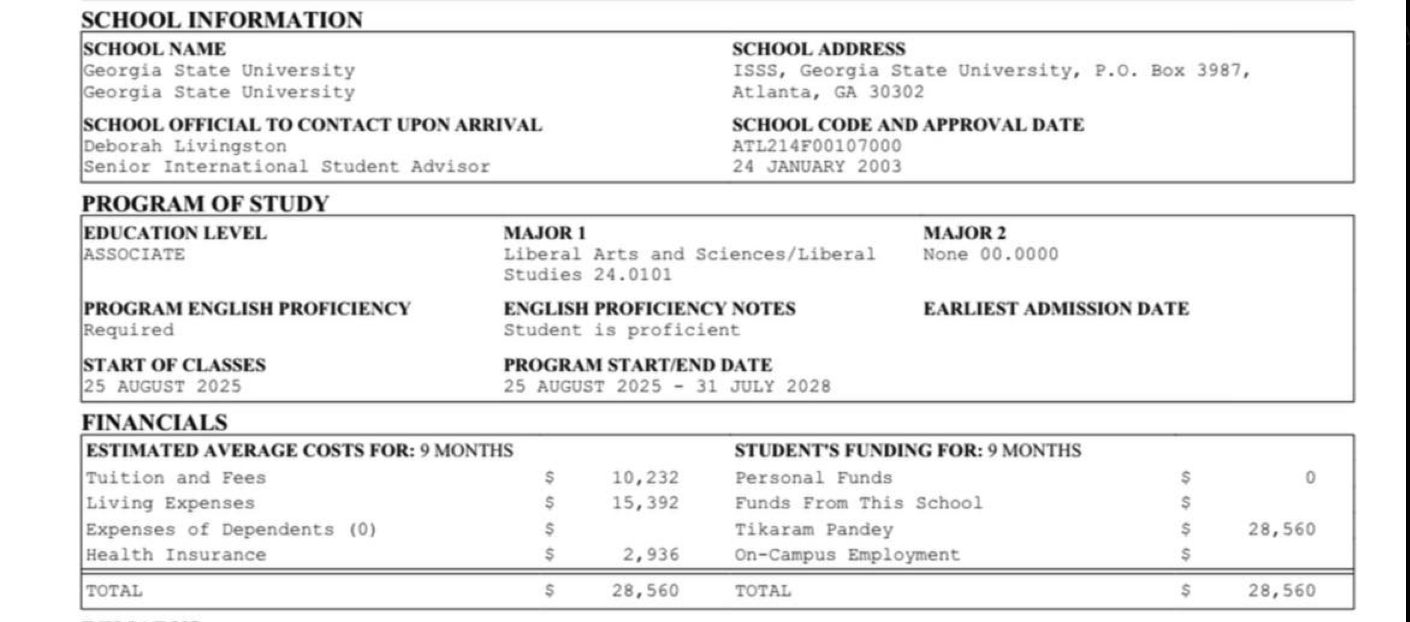 SCHOOL INFORMATION
SCHOOL NAME
Georgia State University
Georgia State University
SCHOOL ADDRESS
ISSS, Georgia State University, P.O. Box 3987,
Atlanta, GA 30302
SCHOOL OFFICIAL TO CONTACT UPON ARRIVAL
Deborah Livingston
Senior International Student Advisor
SCHOOL CODE AND APPROVAL DATE
ATL214F00107000
24 JANUARY 2003
PROGRAM OF STUDY
EDUCATION LEVEL
ASSOCIATE
MAJOR 1
Liberal Arts and Sciences/Liberal
Studies 24.0101
MAJOR 2
None 00.0000
PROGRAM ENGLISH PROFICIENCY
Required
ENGLISH PROFICIENCY NOTES
Student is proficient
EARLIEST ADMISSION DATE
START OF CLASSES
25 AUGUST 2025
PROGRAM START/END DATE
25 AUGUST 2025 - 31 JULY 2028
FINANCIALS
ESTIMATED AVERAGE COSTS FOR: 9 MONTHS
Tuition and Fees $ 10,232
Living Expenses $ 15,392
Expenses of Dependents (0) $
Health Insurance $ 2,936
TOTAL $ 28,560
STUDENT'S FUNDING FOR: 9 MONTHS
Personal Funds $ 0
Funds From This School $
Tikaram Pandey $ 28,560
On-Campus Employment $
TOTAL $ 28,560